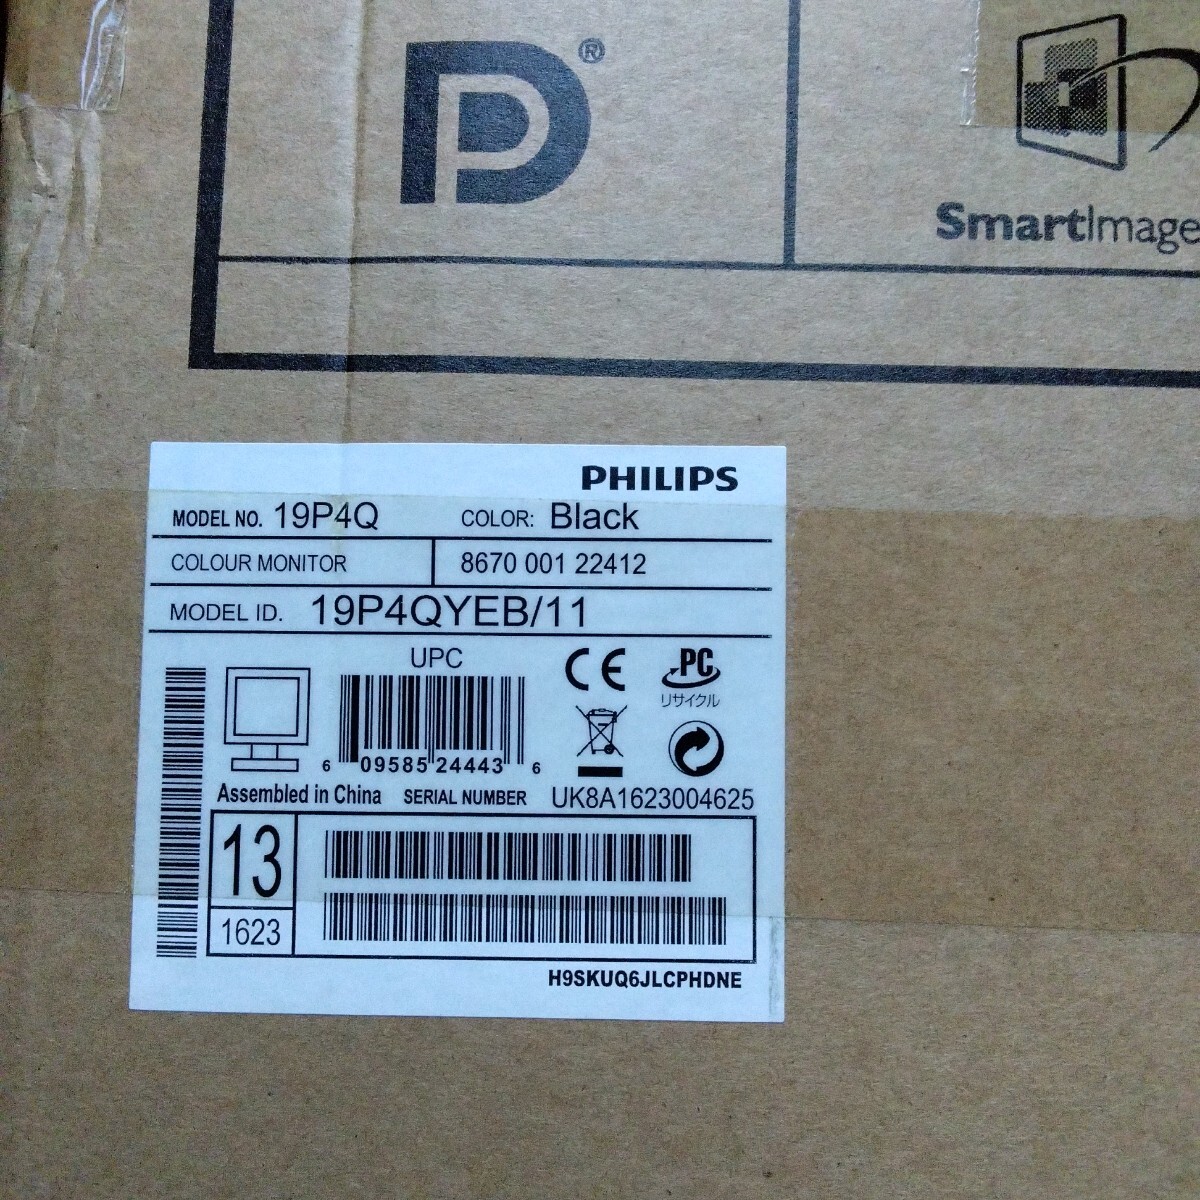 ®
SmartImage
PHILIPS
MODEL NO. 19P4Q COLOR: Black
COLOUR MONITOR 8670 001 22412
MODEL ID. 19P4QYEB/11
UPC
CE
PC
リサイクル
6 09585 24443 6
Assembled in China SERIAL NUMBER UK8A1623004625
13
1623
H9SKUQ6JLCPHDNE